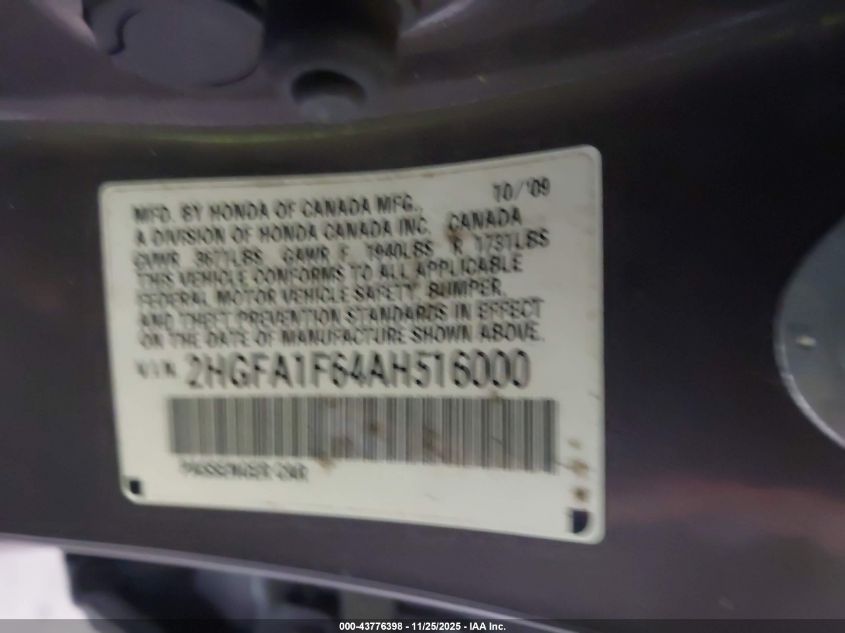 MFD. BY HONDA OF CANADA MFG., 10/'09
A DIVISION OF HONDA CANADA INC. CANADA
GVWR 3671LBS GAWR F 1940LBS R 1731LBS
THIS VEHICLE CONFORMS TO ALL APPLICABLE
FEDERAL MOTOR VEHICLE SAFETY, BUMPER,
AND THEFT PREVENTION STANDARDS IN EFFECT
ON THE DATE OF MANUFACTURE SHOWN ABOVE.
V.I.N. 2HGFA1F64AH516000
PASSENGER CAR
000-43776398 - 11/25/2025 - IAA Inc.